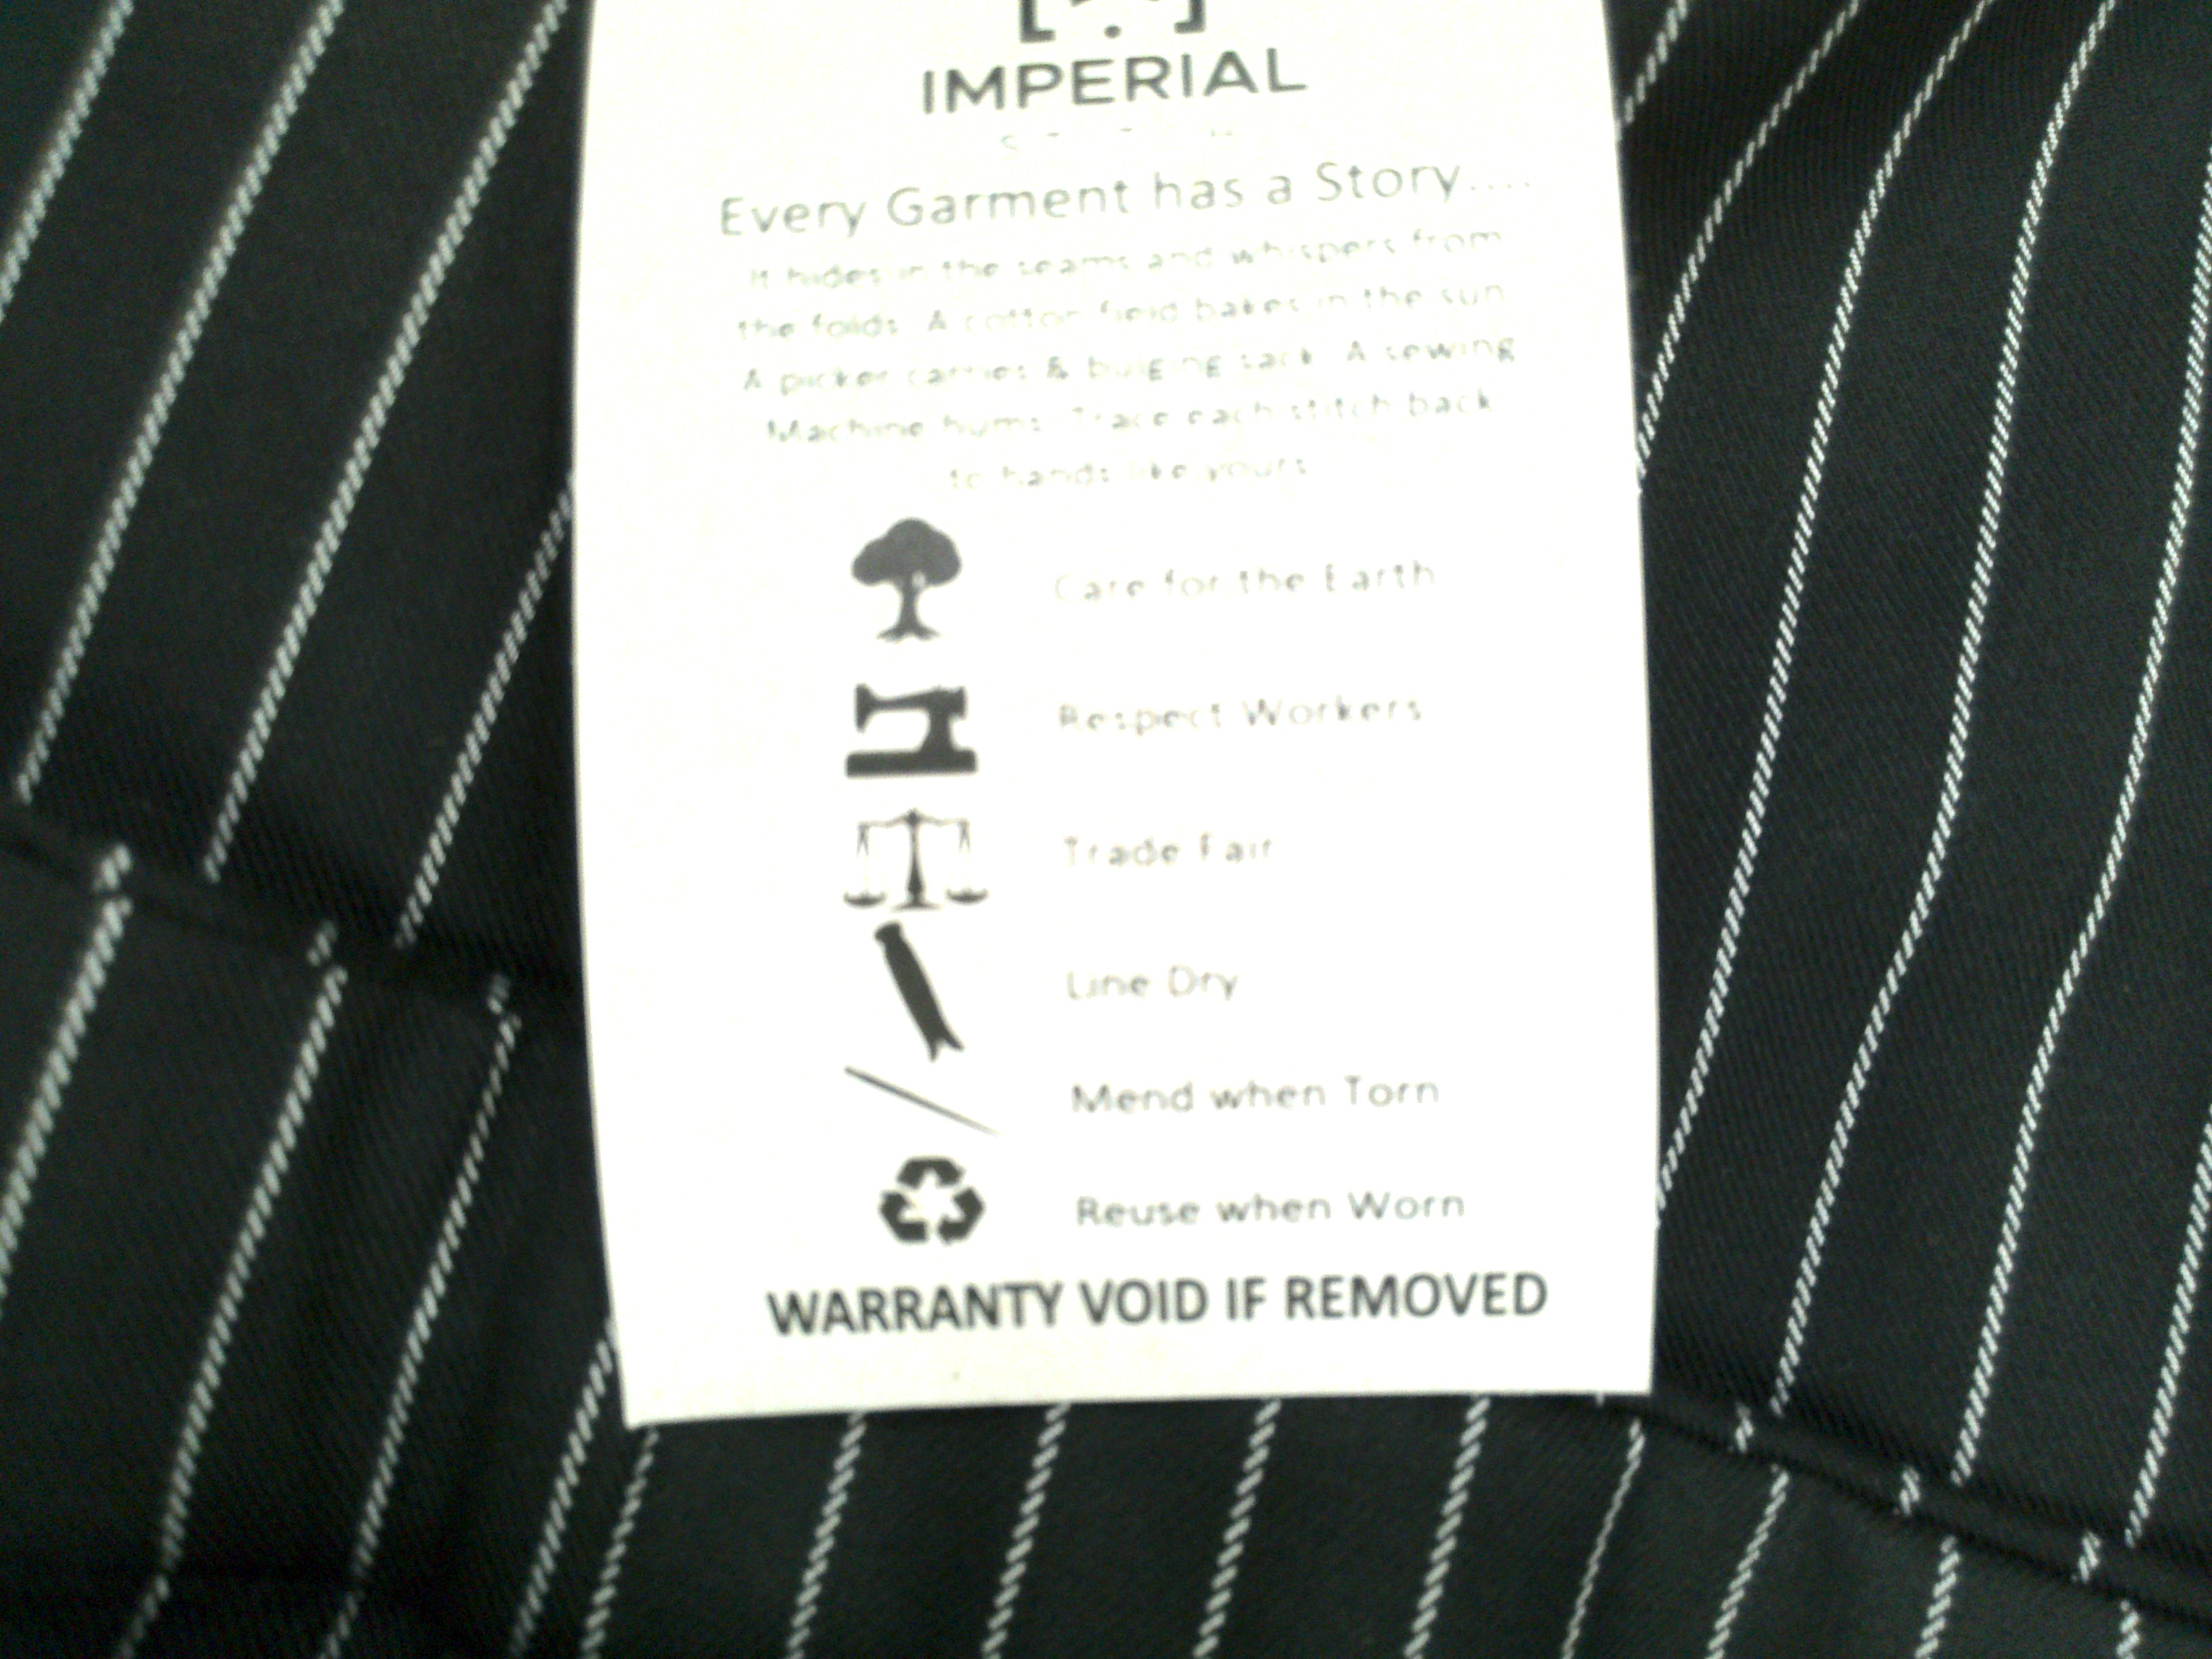 IMPERIAL
Every Garment has a Story....
It hides in the seams and whispers from
the folds. A cotton field bakes in the sun
A picker carries & bulging sack. A sewing
Machine hums. Trace each stitch back
to hands like yours
Care for the Earth
Respect Workers
Trade Fair
Line Dry
Mend when Torn
Reuse when Worn
WARRANTY VOID IF REMOVED